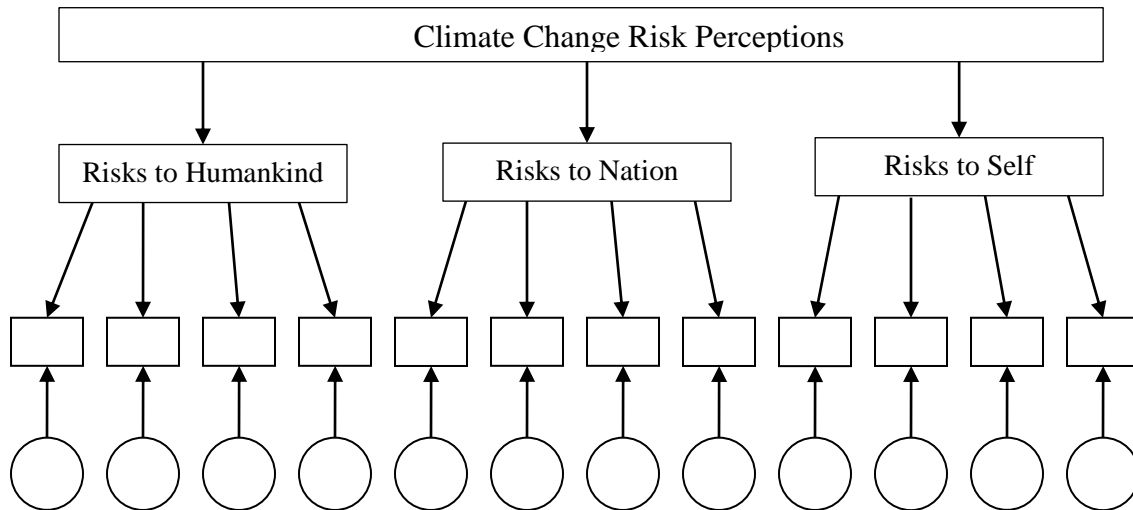 Climate Change Risk Perceptions
Risks to Humankind
Risks to Nation
Risks to Self